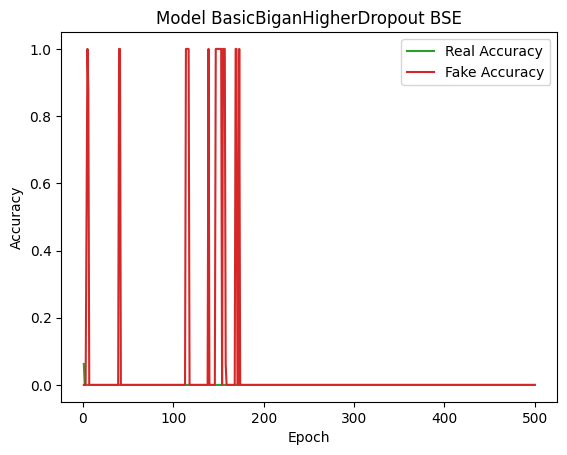 Model BasicBiganHigherDropout BSE
Real Accuracy
Fake Accuracy
Accuracy
1.0
0.8
0.6
0.4
0.2
0.0
0 100 200 300 400 500
Epoch